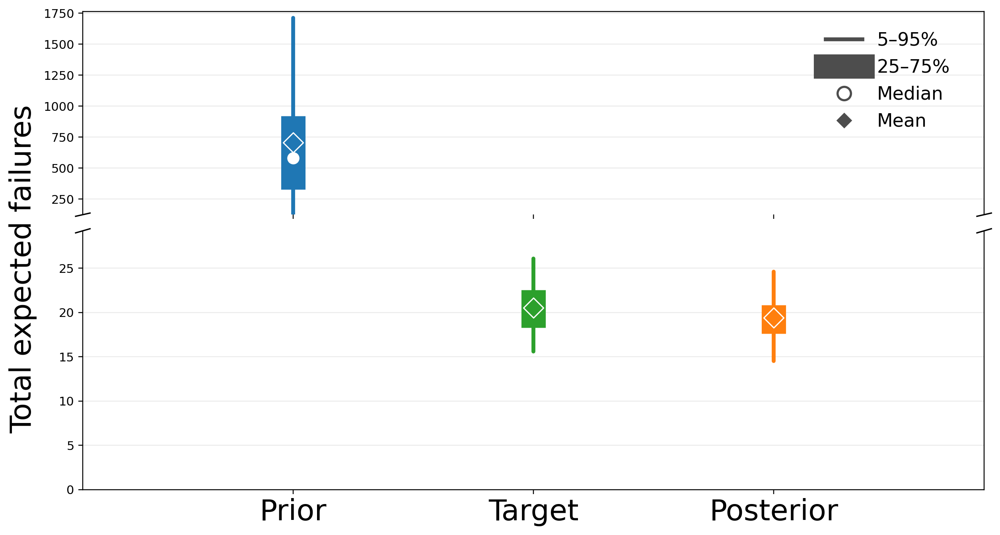 Total expected failures
1750
1500
1250
1000
750
500
250
25
20
15
10
5
0
5–95%
25–75%
Median
Mean
Prior
Target
Posterior